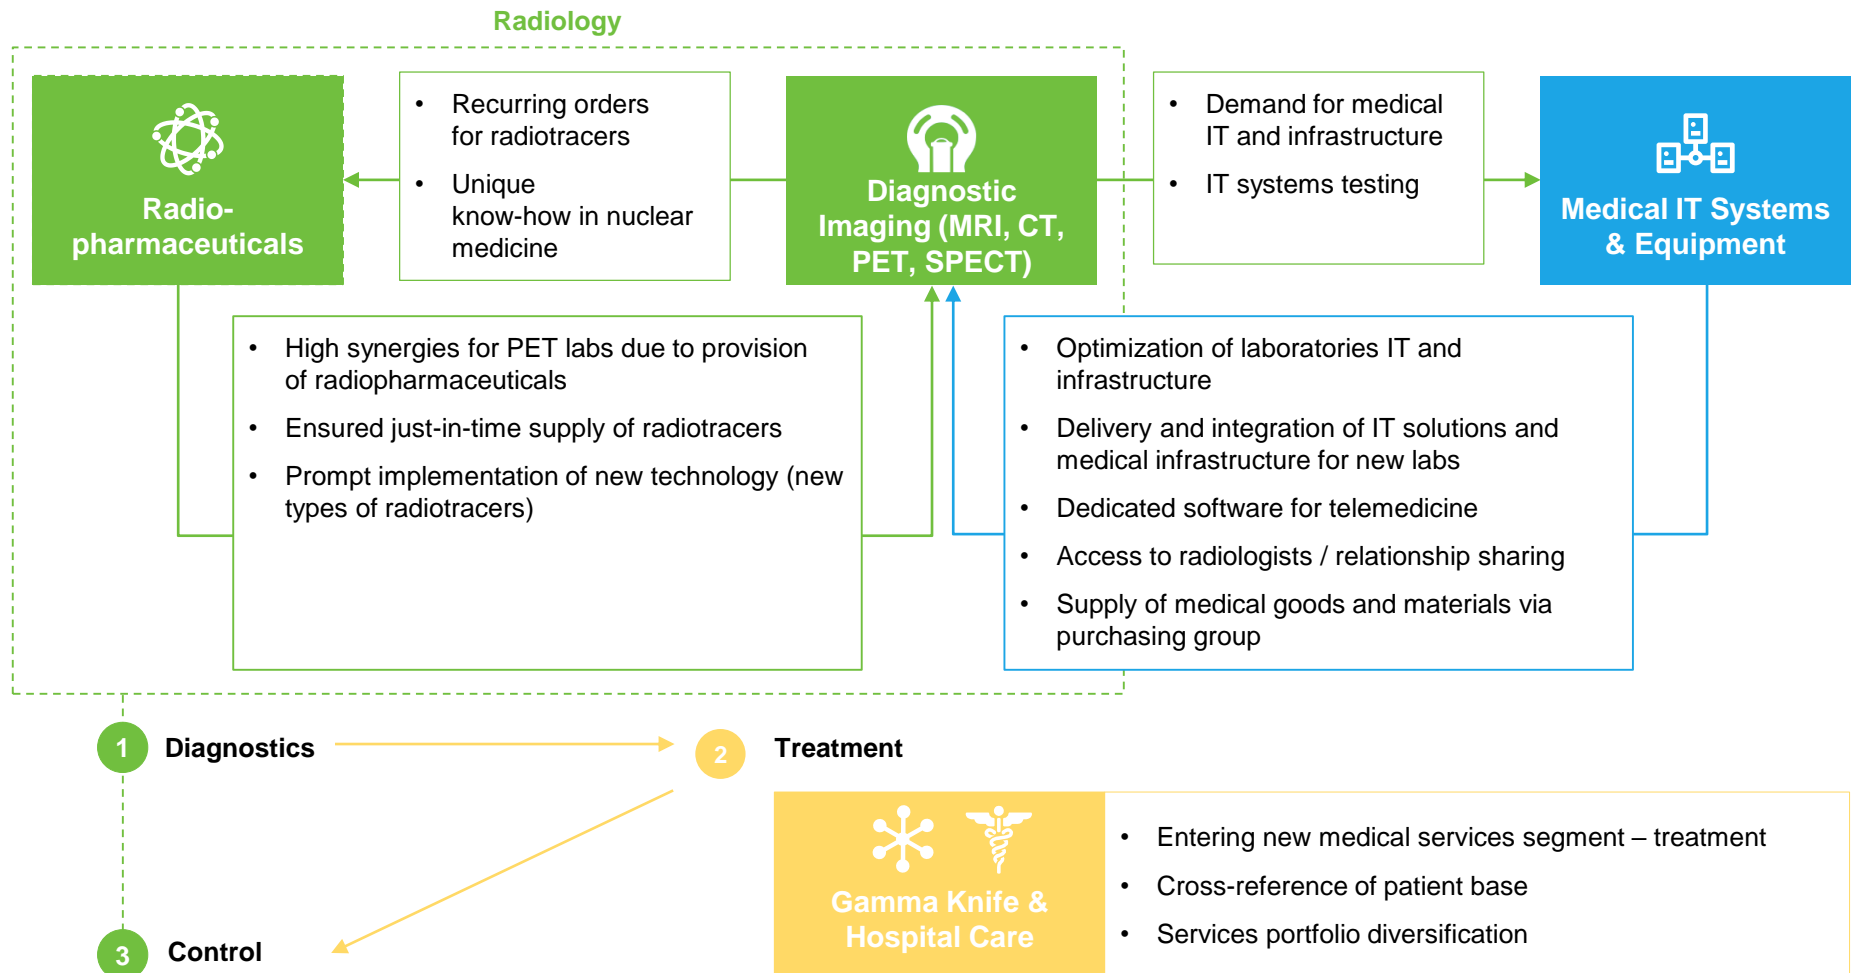 Radiology
Radio-
pharmaceuticals
• Recurring orders
for radiotracers
• Unique
know-how in nuclear
medicine
Diagnostic
Imaging (MRI, CT,
PET, SPECT)
• Demand for medical
IT and infrastructure
• IT systems testing
Medical IT Systems
& Equipment
• High synergies for PET labs due to provision
of radiopharmaceuticals
• Ensured just-in-time supply of radiotracers
• Prompt implementation of new technology (new
types of radiotracers)
• Optimization of laboratories IT and
infrastructure
• Delivery and integration of IT solutions and
medical infrastructure for new labs
• Dedicated software for telemedicine
• Access to radiologists / relationship sharing
• Supply of medical goods and materials via
purchasing group
1 Diagnostics
2 Treatment
Gamma Knife &
Hospital Care
• Entering new medical services segment – treatment
• Cross-reference of patient base
• Services portfolio diversification
3 Control